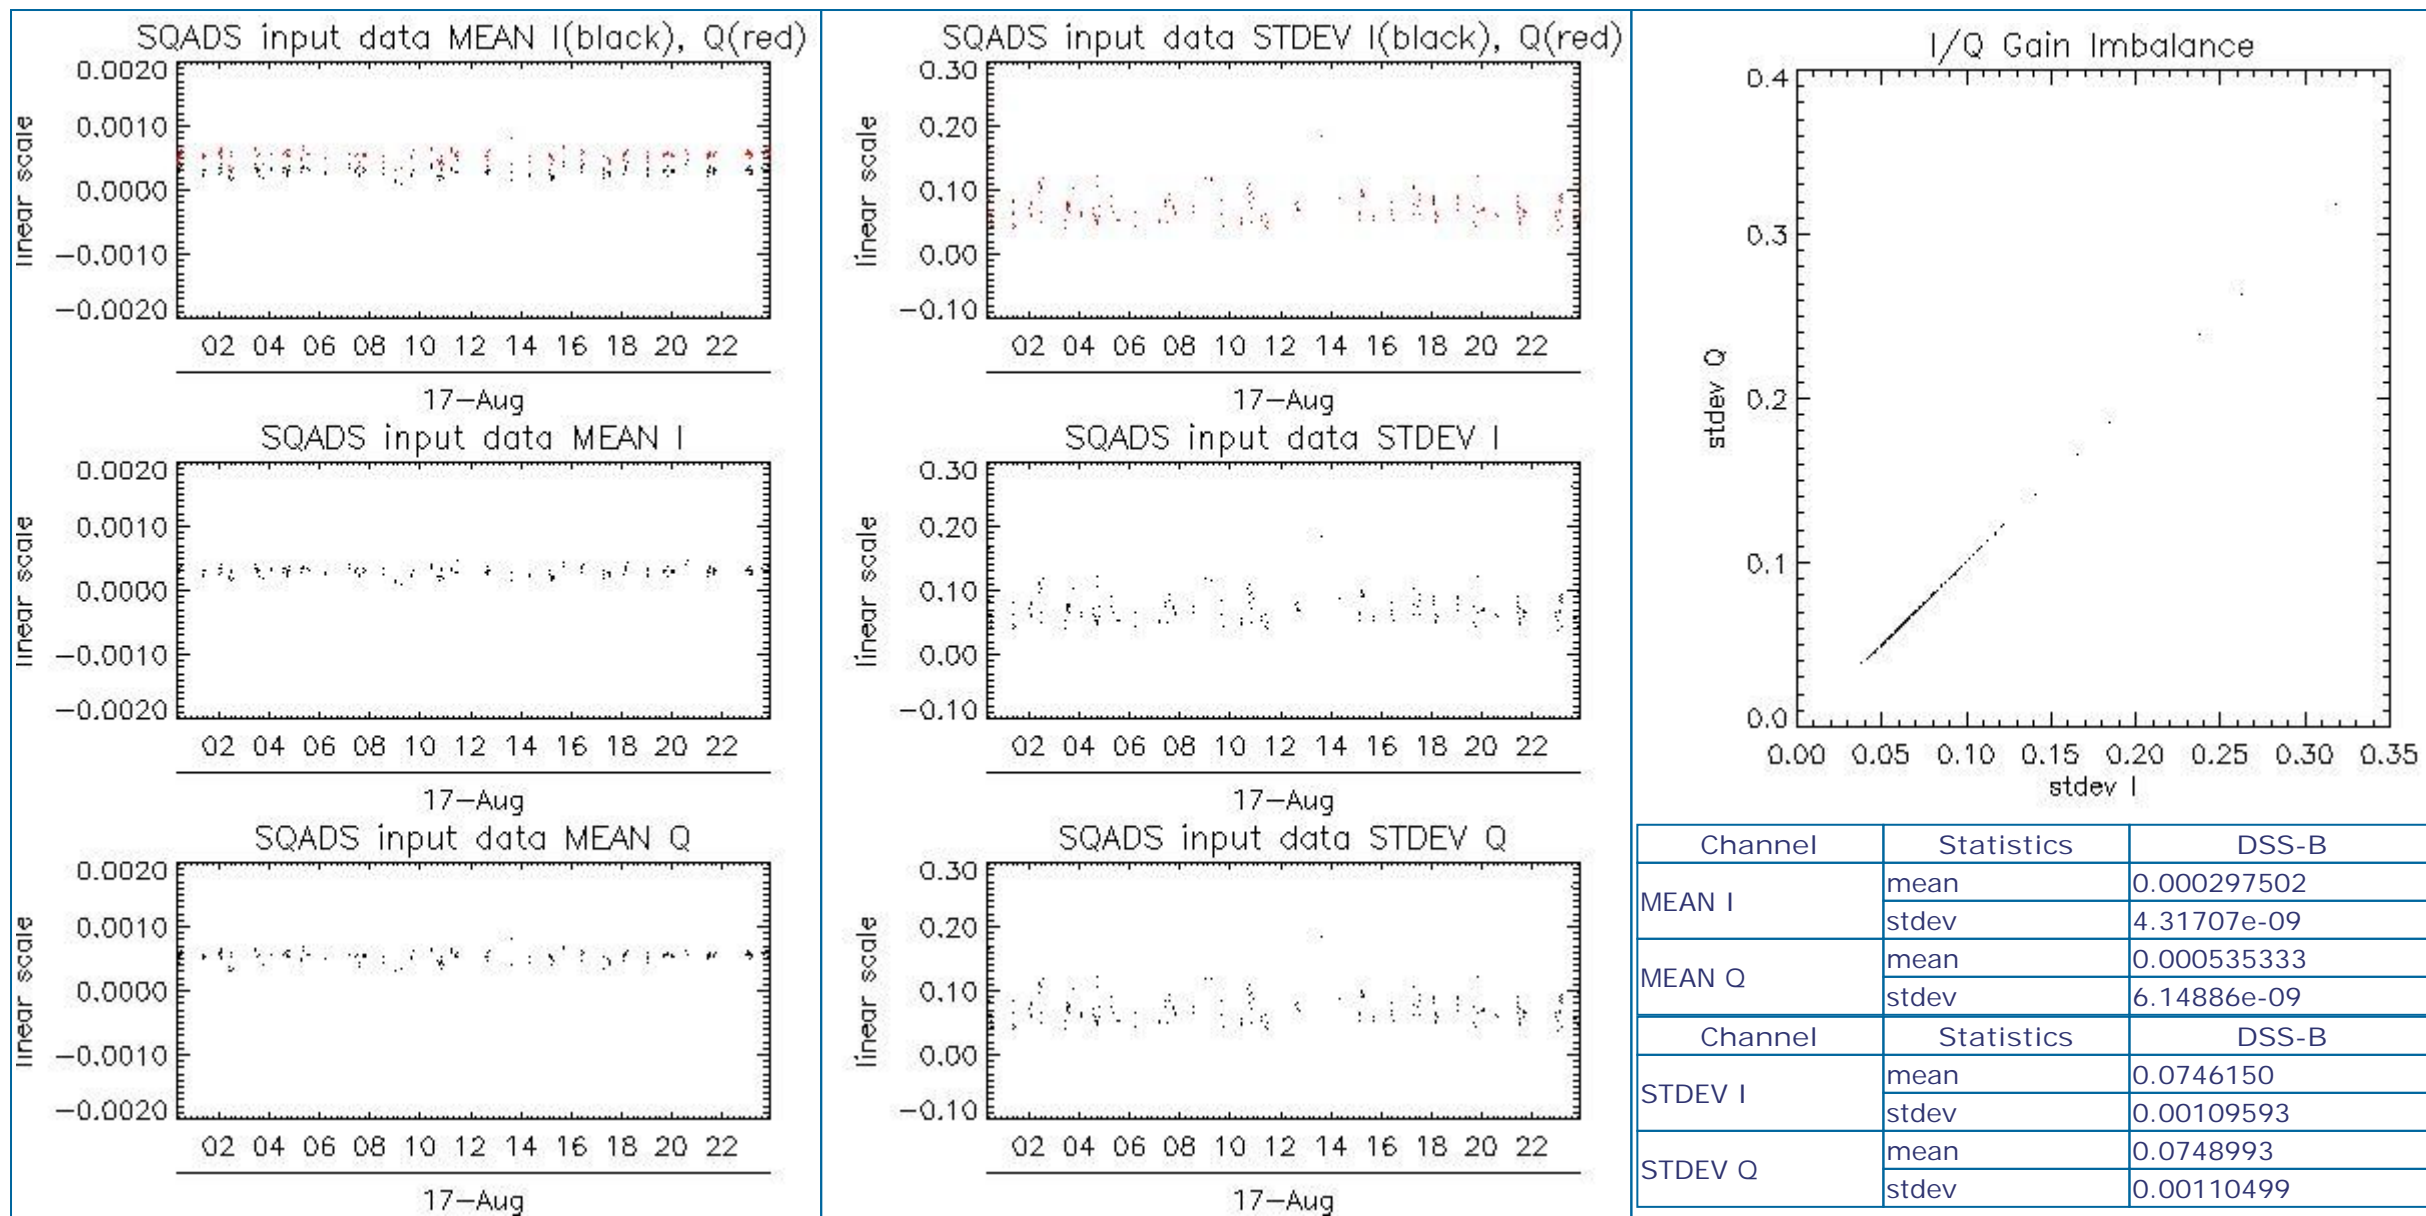 SQADS input data MEAN I(black), Q(red)
0.0020
0.0010
0.0000
-0.0010
-0.0020
linear scale
02 04 06 08 10 12 14 16 18 20 22
17-Aug
SQADS input data MEAN I
0.0020
0.0010
0.0000
-0.0010
-0.0020
linear scale
02 04 06 08 10 12 14 16 18 20 22
17-Aug
SQADS input data MEAN Q
0.0020
0.0010
0.0000
-0.0010
-0.0020
linear scale
02 04 06 08 10 12 14 16 18 20 22
17-Aug
SQADS input data STDEV I(black), Q(red)
0.30
0.20
0.10
0.00
-0.10
linear scale
02 04 06 08 10 12 14 16 18 20 22
17-Aug
SQADS input data STDEV I
0.30
0.20
0.10
0.00
-0.10
linear scale
02 04 06 08 10 12 14 16 18 20 22
17-Aug
SQADS input data STDEV Q
0.30
0.20
0.10
0.00
-0.10
linear scale
02 04 06 08 10 12 14 16 18 20 22
17-Aug
I/Q Gain Imbalance
0.4
0.3
0.2
0.1
0.0
stdev Q
0.00 0.05 0.10 0.15 0.20 0.25 0.30 0.35
stdev I
Channel Statistics DSS-B
MEAN I mean 0.000297502
stdev 4.31707e-09
MEAN Q mean 0.000535333
stdev 6.14886e-09
Channel Statistics DSS-B
STDEV I mean 0.0746150
stdev 0.00109593
STDEV Q mean 0.0748993
stdev 0.00110499